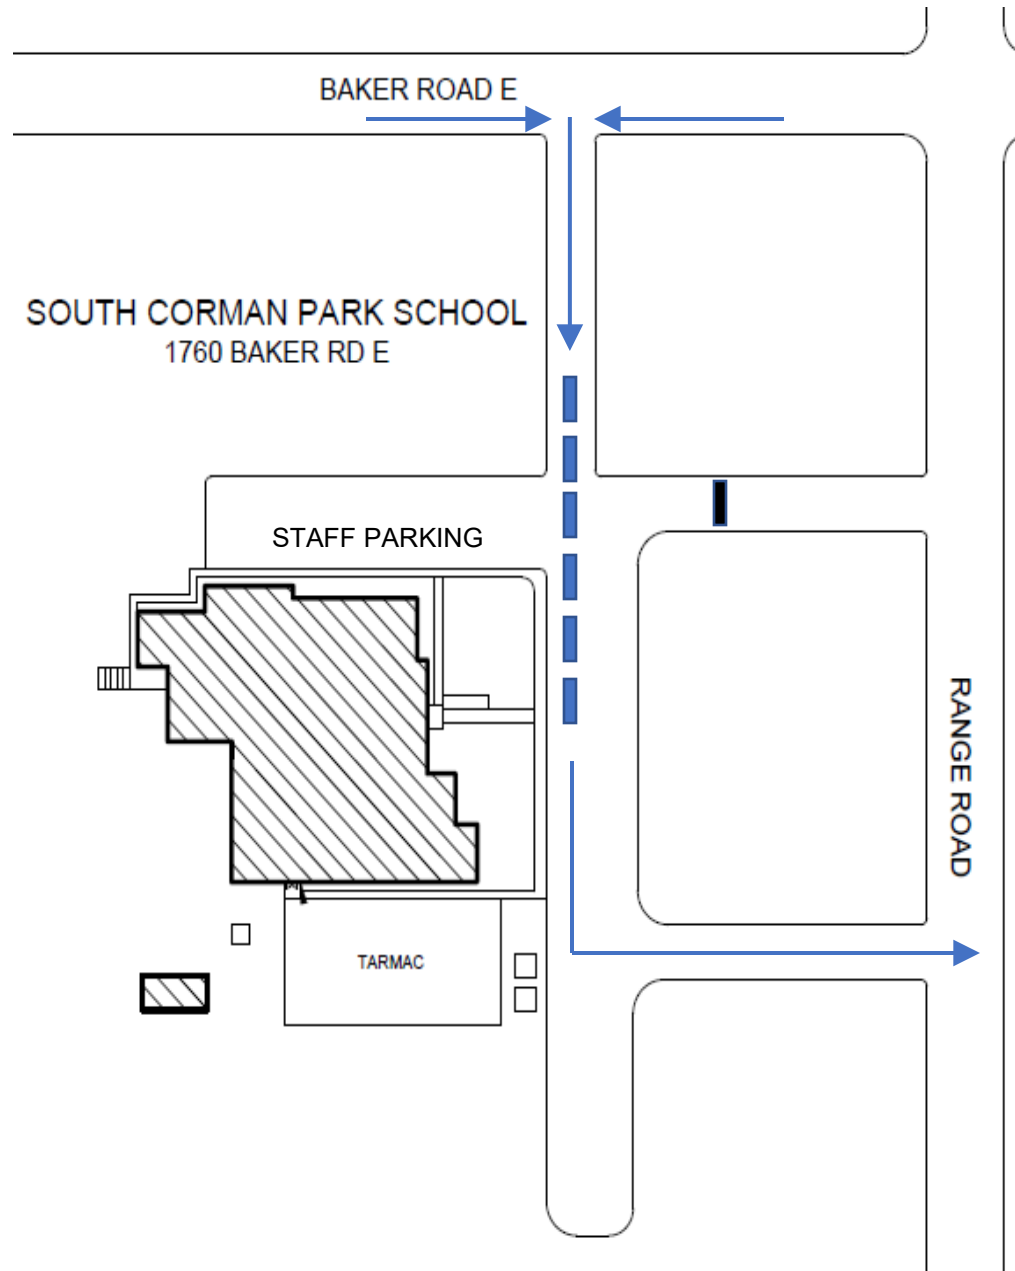 BAKER ROAD E
SOUTH CORMAN PARK SCHOOL
1760 BAKER RD E
STAFF PARKING
RANGE ROAD
TARMAC